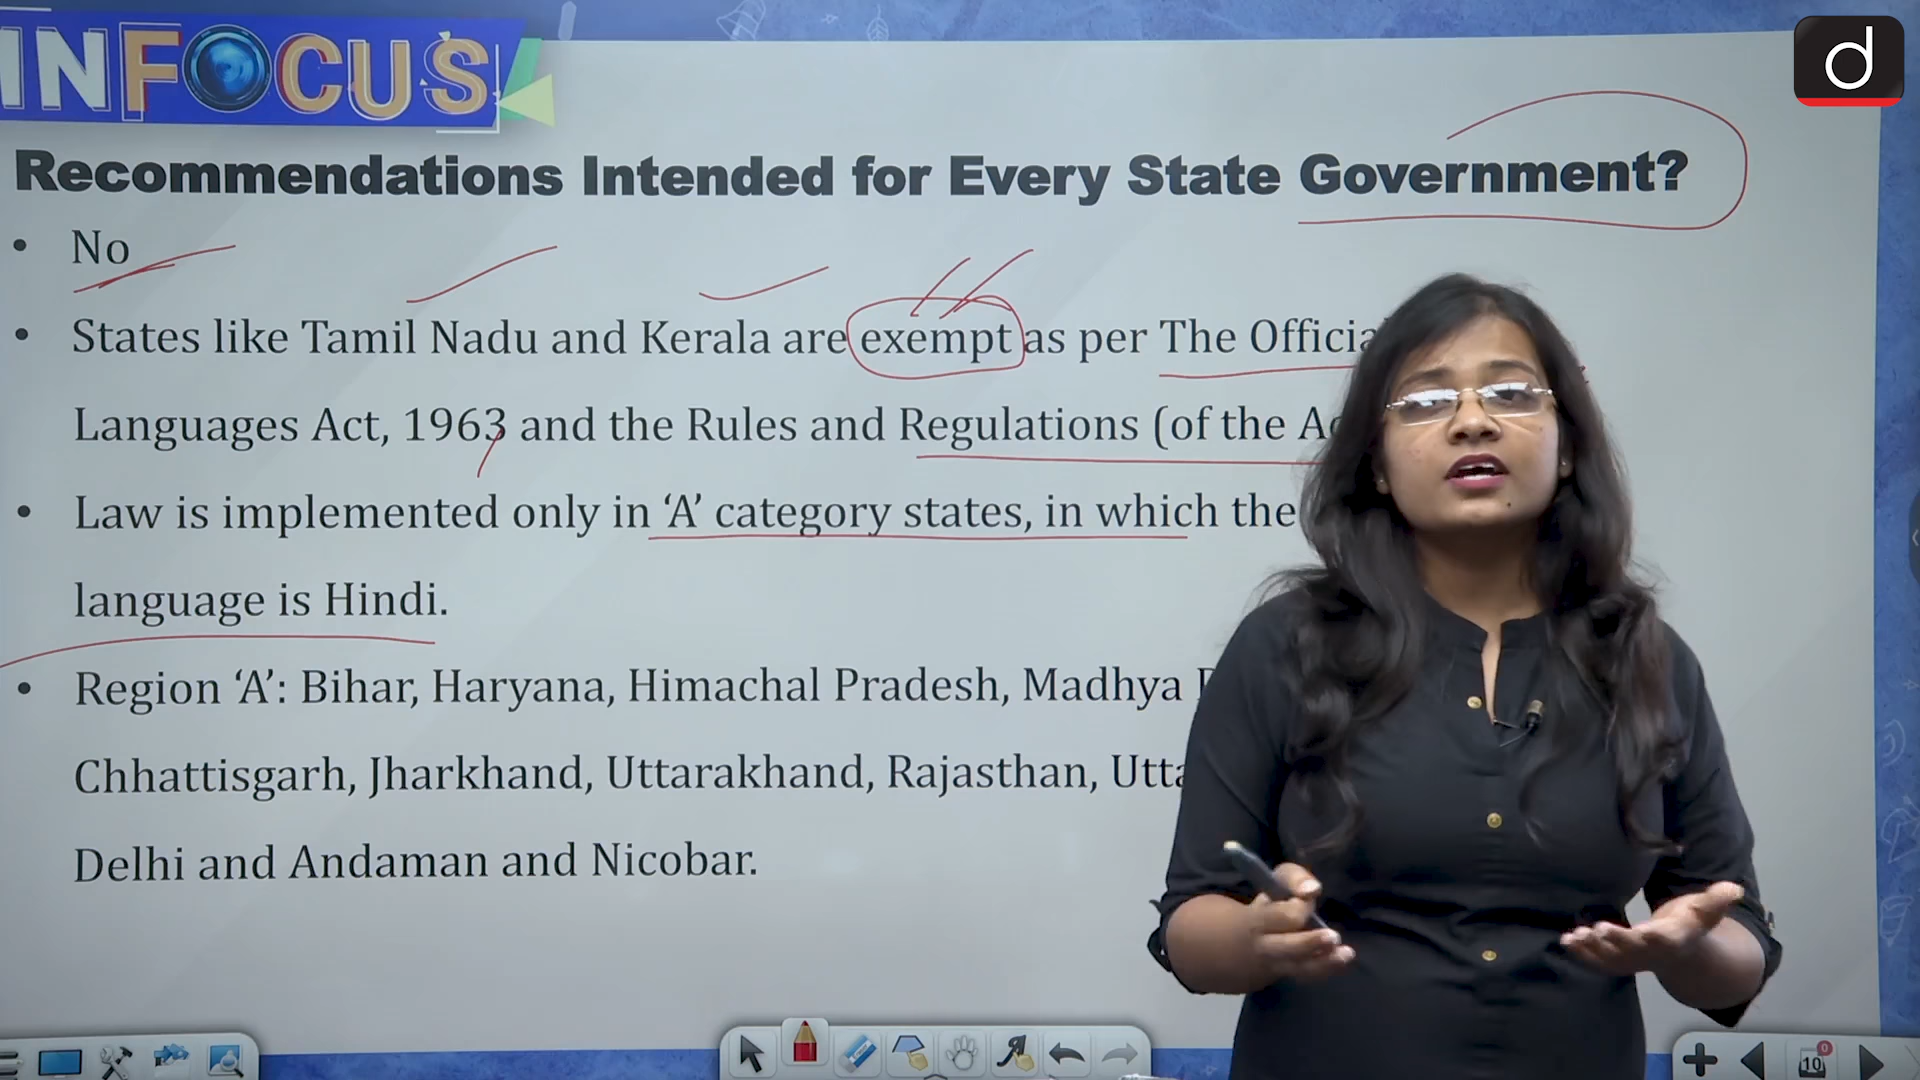 INFOCUS
d
Recommendations Intended for Every State Government?
• No
• States like Tamil Nadu and Kerala are exempt as per The Official
Languages Act, 1963 and the Rules and Regulations (of the
• Law is implemented only in ‘A’ category states, in which the
language is Hindi.
• Region ‘A’: Bihar, Haryana, Himachal Pradesh, Madhya
Chhattisgarh, Jharkhand, Uttarakhand, Rajasthan,
Delhi and Andaman and Nicobar.
10
0